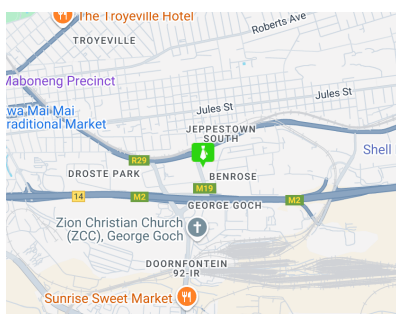 The Troyeville Hotel
Roberts Ave
TROYEVILLE
Maboneng Precinct
Jules St
Jules St
wa Mai Mai
raditional Market
JEPPESTOWN
SOUTH
Shell
R29
DROSTE PARK
BENROSE
M19
14
M2
M2
GEORGE GOCH
Zion Christian Church
(ZCC), George Goch
DOORNFONTEIN
92-IR
Sunrise Sweet Market